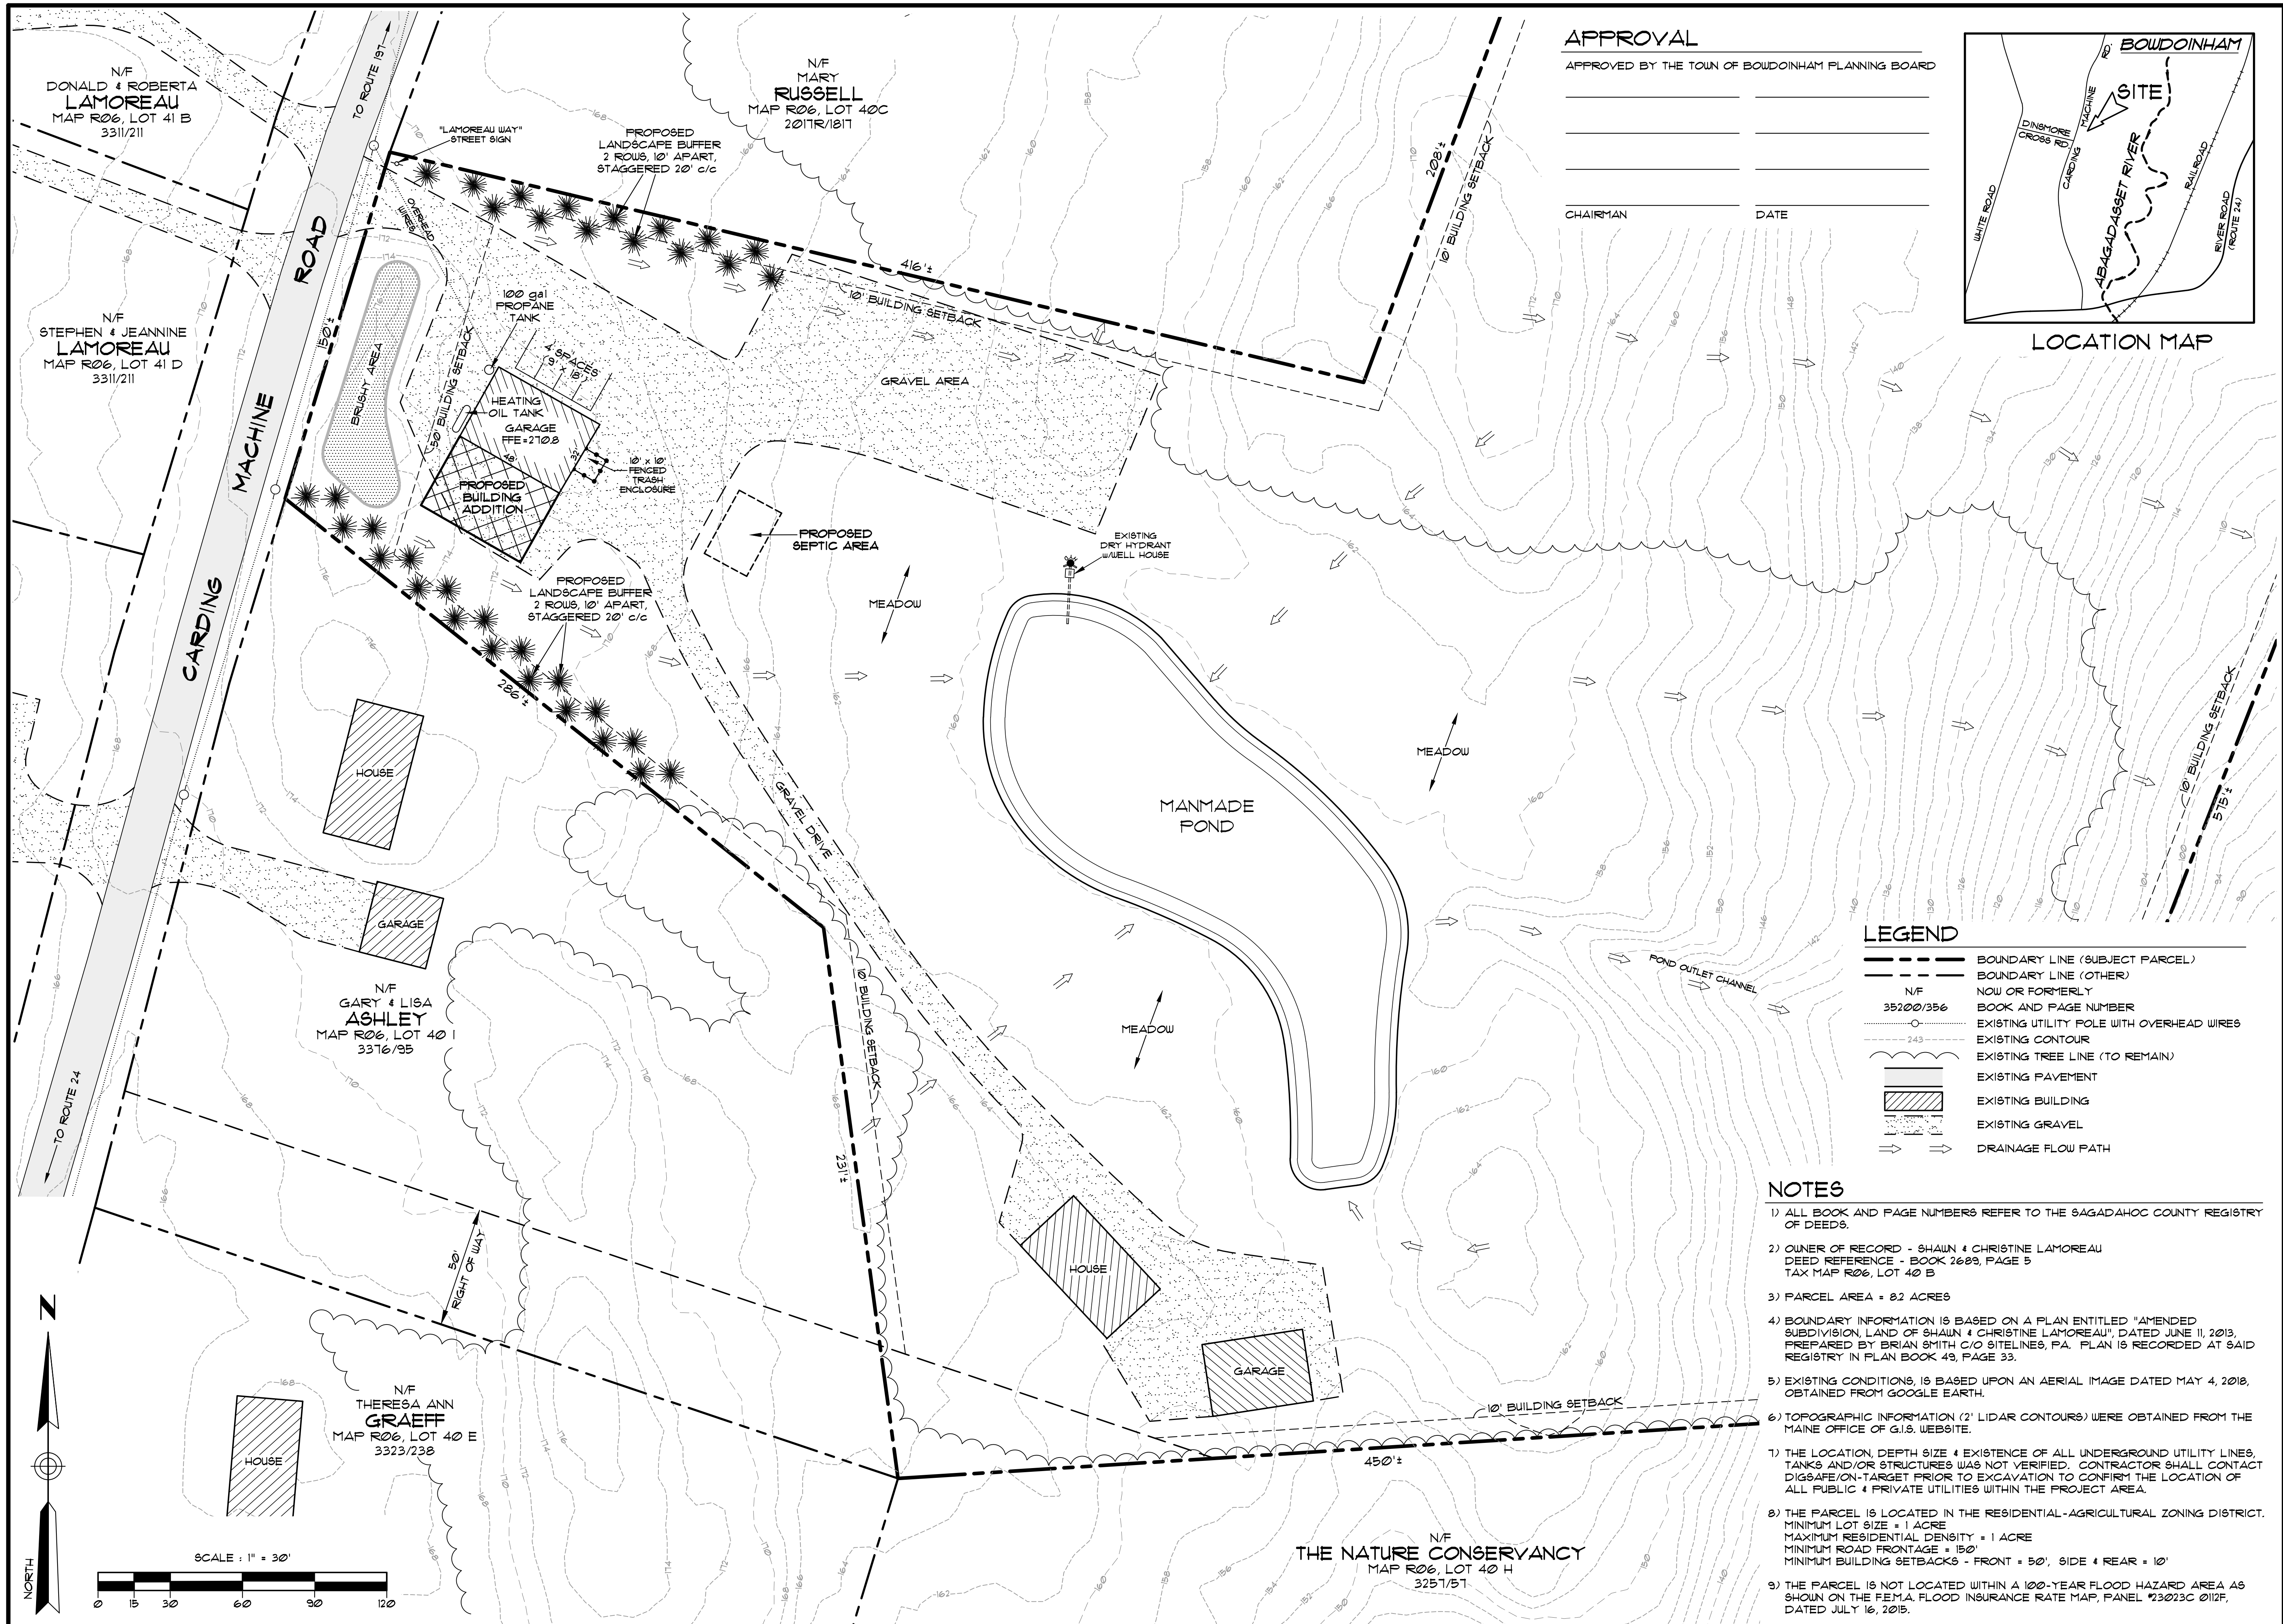 N/F
DONALD & ROBERTA
LAMOREAU
MAP R06, LOT 41 B
3311/211
TO ROUTE 197
"LAMOREAU WAY"
STREET SIGN
PROPOSED
LANDSCAPE BUFFER
2 ROWS, 10' APART,
STAGGERED 20' c/c
N/F
MARY
RUSSELL
MAP R06, LOT 40C
2017R/1817
208'±
10' BUILDING SETBACK
APPROVAL
APPROVED BY THE TOWN OF BOWDOINHAM PLANNING BOARD
CHAIRMAN
DATE
BOWDOINHAM
SITE
RD.
MACHINE
CARDING
DINSMORE
CROSS RD.
WHITE ROAD
ABAGADASSET RIVER
RAILROAD
RIVER ROAD
(ROUTE 24)
LOCATION MAP
N/F
STEPHEN & JEANNINE
LAMOREAU
MAP R06, LOT 41 D
3311/211
CARDING
MACHINE
ROAD
150'±
OVERHEAD
WIRES
BRUSHY AREA
50' BUILDING SETBACK
100 gal
PROPANE
TANK
4 SPACES
(9' x 18')
HEATING
OIL TANK
GARAGE
FFE=270.8
48'
32'
10' x 10'
FENCED
TRASH
ENCLOSURE
PROPOSED
BUILDING
ADDITION
416'±
10' BUILDING SETBACK
GRAVEL AREA
PROPOSED
SEPTIC AREA
PROPOSED
LANDSCAPE BUFFER
2 ROWS, 10' APART,
STAGGERED 20' c/c
286'±
MEADOW
EXISTING
DRY HYDRANT
w/WELL HOUSE
MANMADE
POND
MEADOW
MEADOW
GRAVEL DRIVE
POND OUTLET CHANNEL
10' BUILDING SETBACK
575'±
HOUSE
GARAGE
N/F
GARY & LISA
ASHLEY
MAP R06, LOT 40 I
3376/95
TO ROUTE 24
10' BUILDING SETBACK
231'±
50'
RIGHT OF WAY
HOUSE
GARAGE
10' BUILDING SETBACK
450'±
N/F
THERESA ANN
GRAEFF
MAP R06, LOT 40 E
3323/238
HOUSE
N/F
THE NATURE CONSERVANCY
MAP R06, LOT 40 H
3257/57
N
NORTH
SCALE : 1" = 30'
0 15 30 60 90 120
LEGEND
BOUNDARY LINE (SUBJECT PARCEL)
BOUNDARY LINE (OTHER)
N/F NOW OR FORMERLY
35200/356 BOOK AND PAGE NUMBER
EXISTING UTILITY POLE WITH OVERHEAD WIRES
243 EXISTING CONTOUR
EXISTING TREE LINE (TO REMAIN)
EXISTING PAVEMENT
EXISTING BUILDING
EXISTING GRAVEL
DRAINAGE FLOW PATH
NOTES
1) ALL BOOK AND PAGE NUMBERS REFER TO THE SAGADAHOC COUNTY REGISTRY
OF DEEDS.
2) OWNER OF RECORD - SHAWN & CHRISTINE LAMOREAU
DEED REFERENCE - BOOK 2689, PAGE 5
TAX MAP R06, LOT 40 B
3) PARCEL AREA = 8.2 ACRES
4) BOUNDARY INFORMATION IS BASED ON A PLAN ENTITLED "AMENDED
SUBDIVISION, LAND OF SHAWN & CHRISTINE LAMOREAU", DATED JUNE 11, 2013,
PREPARED BY BRIAN SMITH C/O SITELINES, PA. PLAN IS RECORDED AT SAID
REGISTRY IN PLAN BOOK 49, PAGE 33.
5) EXISTING CONDITIONS, IS BASED UPON AN AERIAL IMAGE DATED MAY 4, 2018,
OBTAINED FROM GOOGLE EARTH.
6) TOPOGRAPHIC INFORMATION (2' LIDAR CONTOURS) WERE OBTAINED FROM THE
MAINE OFFICE OF G.I.S. WEBSITE.
7) THE LOCATION, DEPTH SIZE & EXISTENCE OF ALL UNDERGROUND UTILITY LINES,
TANKS AND/OR STRUCTURES WAS NOT VERIFIED. CONTRACTOR SHALL CONTACT
DIGSAFE/ON-TARGET PRIOR TO EXCAVATION TO CONFIRM THE LOCATION OF
ALL PUBLIC & PRIVATE UTILITIES WITHIN THE PROJECT AREA.
8) THE PARCEL IS LOCATED IN THE RESIDENTIAL-AGRICULTURAL ZONING DISTRICT.
MINIMUM LOT SIZE = 1 ACRE
MAXIMUM RESIDENTIAL DENSITY = 1 ACRE
MINIMUM ROAD FRONTAGE = 150'
MINIMUM BUILDING SETBACKS - FRONT = 50', SIDE & REAR = 10'
9) THE PARCEL IS NOT LOCATED WITHIN A 100-YEAR FLOOD HAZARD AREA AS
SHOWN ON THE F.E.M.A. FLOOD INSURANCE RATE MAP, PANEL #23023C 0112F,
DATED JULY 16, 2015.